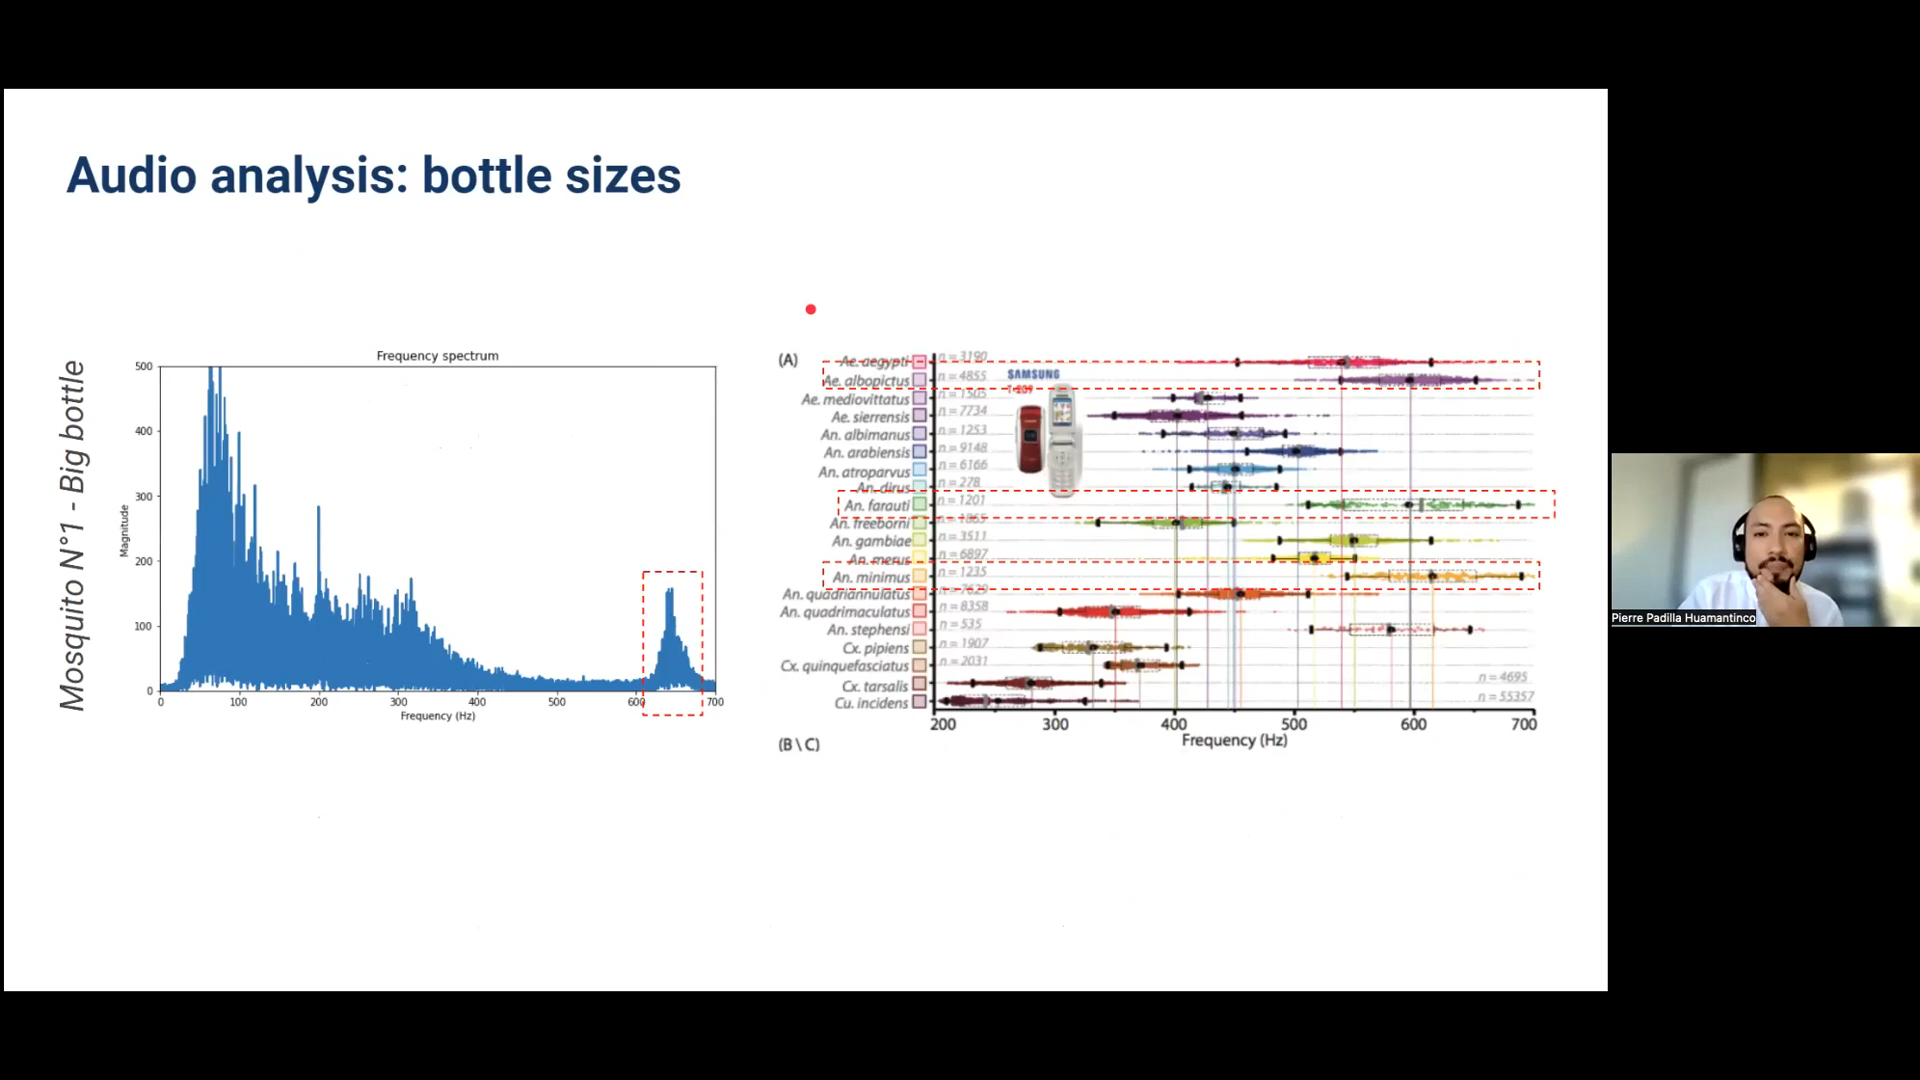 Audio analysis: bottle sizes
Mosquito N°1 - Big bottle
Frequency spectrum
Magnitude
500
400
300
200
100
0
0 100 200 300 400 500 600 700
Frequency (Hz)
(A)
Ae. aegypti n = 3190
Ae. albopictus n = 4855
SAMSUNG
Ae. mediovittatus n = 1505
Ae. sierrensis n = 7734
An. albimanus n = 1253
An. arabiensis n = 9148
An. atroparvus n = 6166
An. dirus n = 278
An. farauti n = 1201
An. freeborni n = 1865
An. gambiae n = 3511
An. merus n = 6897
An. minimus n = 1235
An. quadriannulatus n = 7629
An. quadrimaculatus n = 8358
An. stephensi n = 535
Cx. pipiens n = 1907
Cx. quinquefasciatus n = 2031
Cx. tarsalis n = 4695
Cu. incidens n = 55357
200 300 400 500 600 700
Frequency (Hz)
(B \ C)
Pierre Padilla Huamantinco